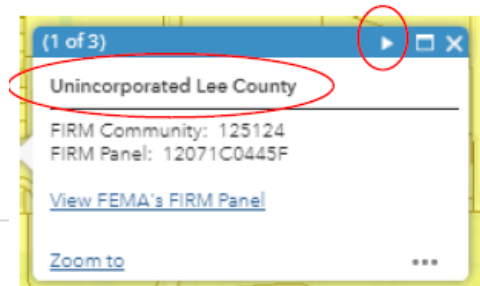 (1 of 3)
Unincorporated Lee County
FIRM Community: 125124
FIRM Panel: 12071C0445F
View FEMA's FIRM Panel
Zoom to